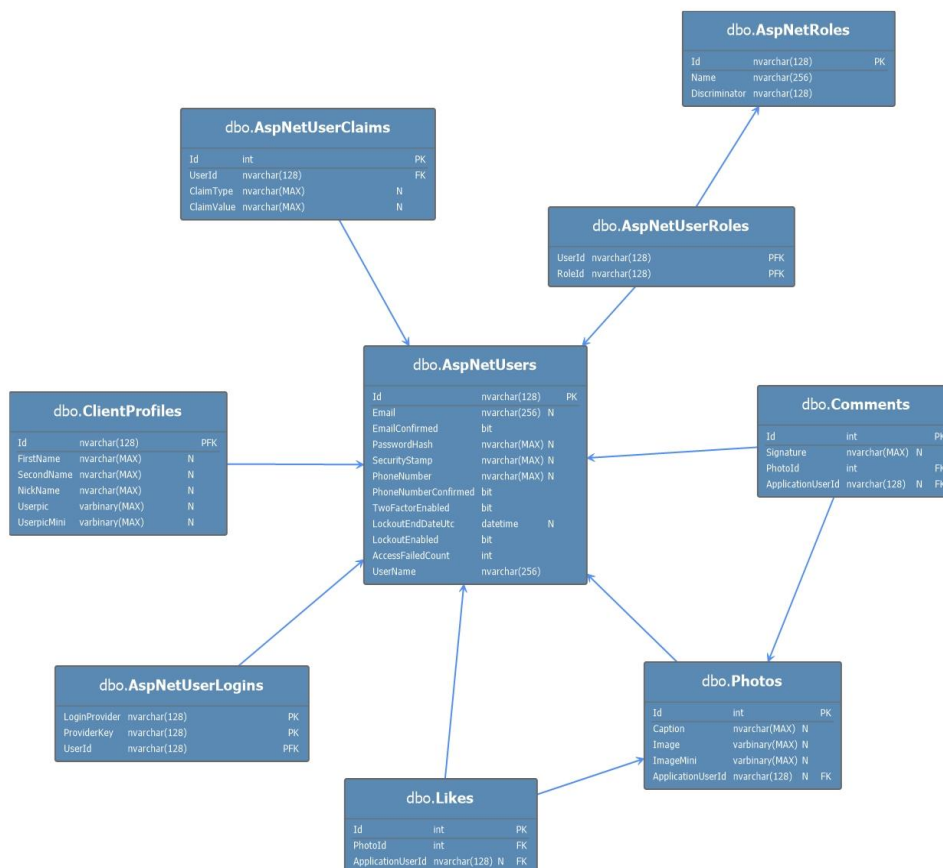 dbo.AspNetRoles
Id nvarchar(128) PK
Name nvarchar(256)
Discriminator nvarchar(128)
dbo.AspNetUserClaims
Id int PK
UserId nvarchar(128) FK
ClaimType nvarchar(MAX) N
ClaimValue nvarchar(MAX) N
dbo.AspNetUserRoles
UserId nvarchar(128) PFK
RoleId nvarchar(128) PFK
dbo.AspNetUsers
Id nvarchar(128) PK
Email nvarchar(256) N
EmailConfirmed bit
PasswordHash nvarchar(MAX) N
SecurityStamp nvarchar(MAX) N
PhoneNumber nvarchar(MAX) N
PhoneNumberConfirmed bit
TwoFactorEnabled bit
LockoutEndDateUtc datetime N
LockoutEnabled bit
AccessFailedCount int
UserName nvarchar(256)
dbo.ClientProfiles
Id nvarchar(128) PFK
FirstName nvarchar(MAX) N
SecondName nvarchar(MAX) N
NickName nvarchar(MAX) N
Userpic varbinary(MAX) N
UserpicMini varbinary(MAX) N
dbo.Comments
Id int PK
Signature nvarchar(MAX) N
PhotoId int FK
ApplicationUserId nvarchar(128) N FK
dbo.AspNetUserLogins
LoginProvider nvarchar(128) PK
ProviderKey nvarchar(128) PK
UserId nvarchar(128) PFK
dbo.Photos
Id int PK
Caption nvarchar(MAX) N
Image varbinary(MAX) N
ImageMini varbinary(MAX) N
ApplicationUserId nvarchar(128) N FK
dbo.Likes
Id int PK
PhotoId int FK
ApplicationUserId nvarchar(128) N FK